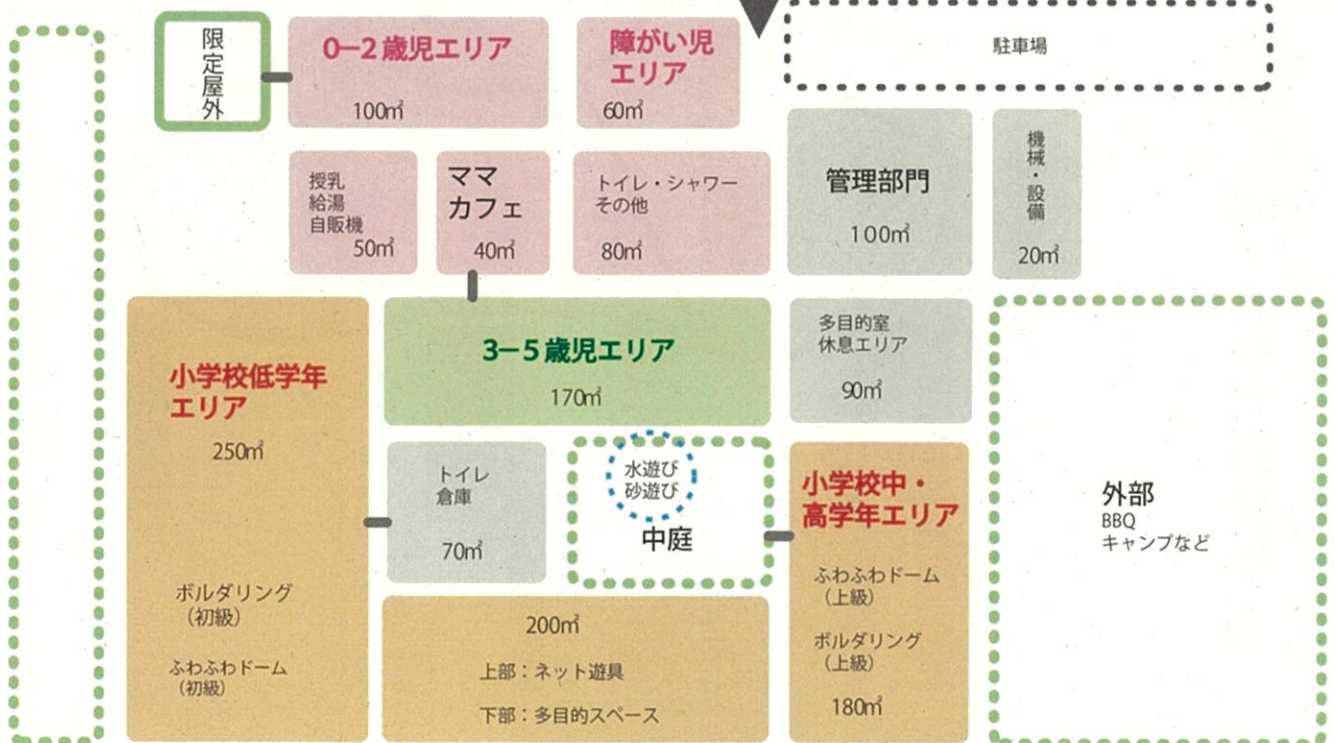 限定屋外
0−2歳児エリア
100㎡
障がい児
エリア
60㎡
駐車場
授乳
給湯
自販機
50㎡
ママ
カフェ
40㎡
トイレ・シャワー
その他
80㎡
管理部門
100㎡
機械・設備
20㎡
小学校低学年
エリア
250㎡
ボルダリング
（初級）
ふわふわドーム
（初級）
3−5歳児エリア
170㎡
多目的室
休息エリア
90㎡
トイレ
倉庫
70㎡
水遊び
砂遊び
中庭
小学校中・
高学年エリア
ふわふわドーム
（上級）
ボルダリング
（上級）
180㎡
200㎡
上部：ネット遊具
下部：多目的スペース
外部
BBQ
キャンプなど